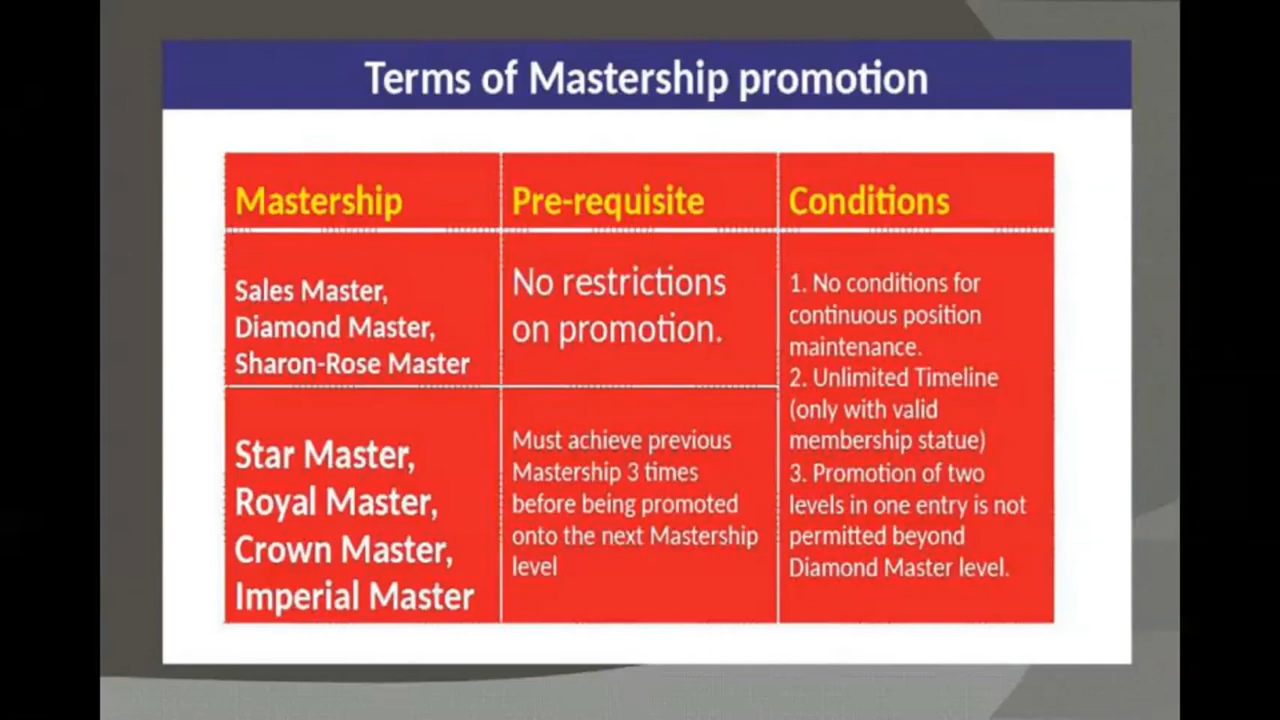 Terms of Mastership promotion
Mastership
Pre-requisite
Conditions
Sales Master,
Diamond Master,
Sharon-Rose Master
No restrictions
on promotion.
1. No conditions for
continuous position
maintenance.
2. Unlimited Timeline
(only with valid
membership statue)
3. Promotion of two
levels in one entry is not
permitted beyond
Diamond Master level.
Star Master,
Royal Master,
Crown Master,
Imperial Master
Must achieve previous
Mastership 3 times
before being promoted
onto the next Mastership
level